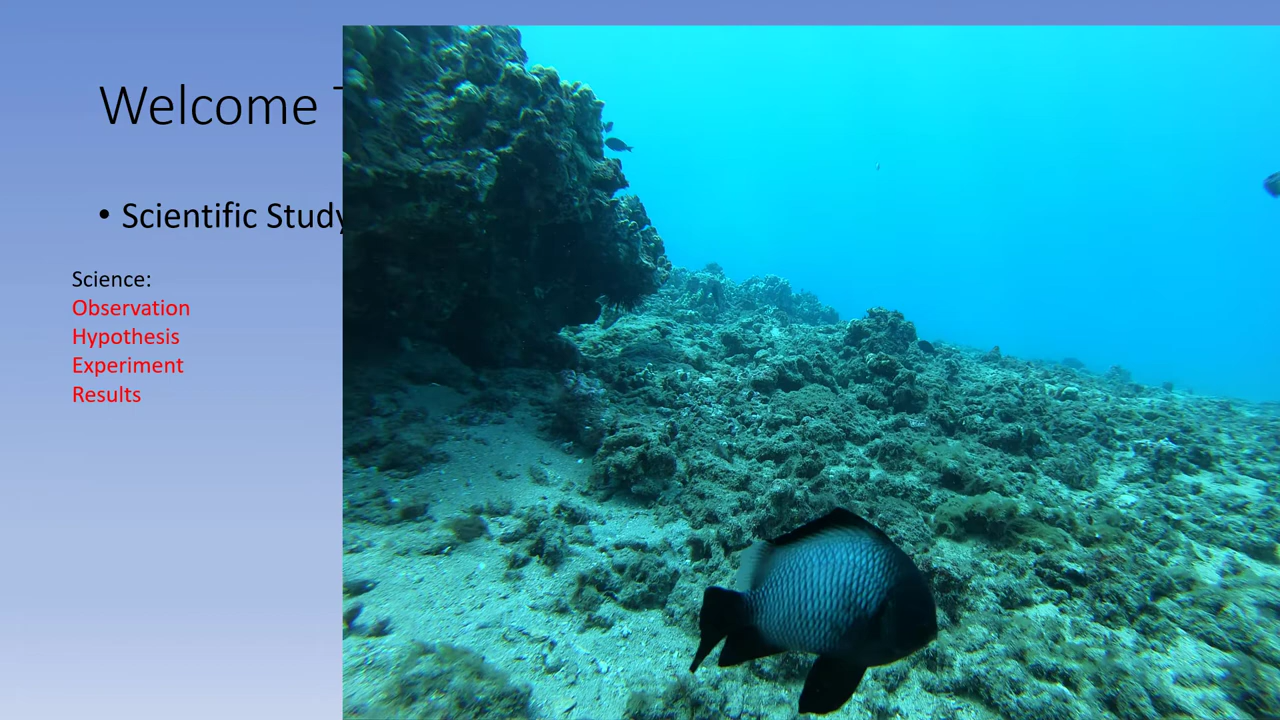 Welcome
• Scientific Study
Science:
Observation
Hypothesis
Experiment
Results